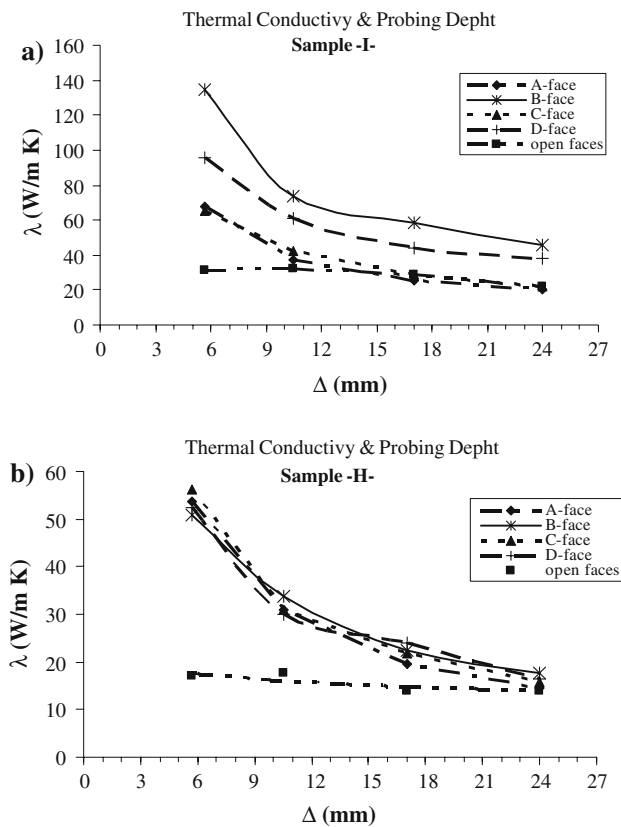 Thermal Conductivy & Probing Depht
a)
Sample -I-
160
140
120
100
80
60
40
20
0
λ (W/m K)
A-face
B-face
C-face
D-face
open faces
0 3 6 9 12 15 18 21 24 27
Δ (mm)
Thermal Conductivy & Probing Depht
b)
Sample -H-
60
50
40
30
20
10
0
λ (W/m K)
A-face
B-face
C-face
D-face
open faces
0 3 6 9 12 15 18 21 24 27
Δ (mm)